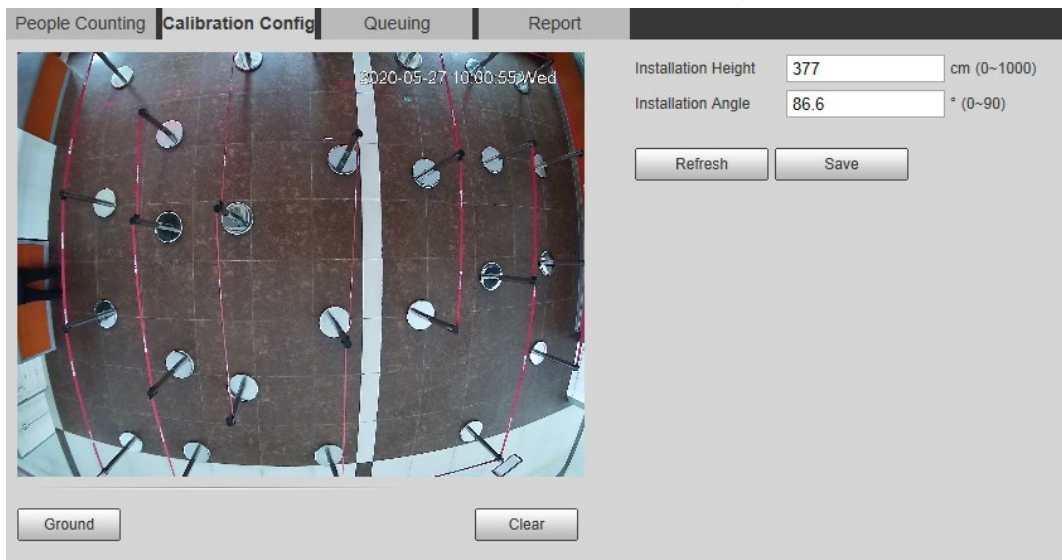 People Counting Calibration Config Queuing Report
2020-05-27 10:00:55 Wed
Installation Height 377 cm (0~1000)
Installation Angle 86.6 ° (0~90)
Refresh Save
Ground Clear